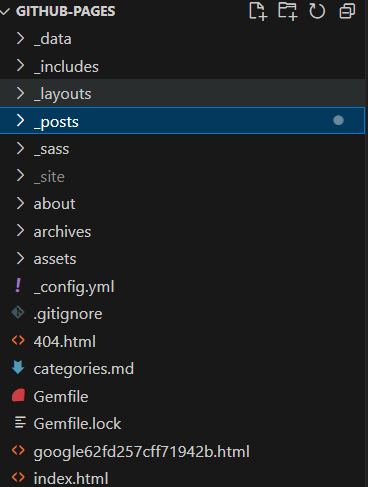 GITHUB-PAGES
_data
_includes
_layouts
_posts
_sass
_site
about
archives
assets
_config.yml
.gitignore
404.html
categories.md
Gemfile
Gemfile.lock
google62fd257cff71942b.html
index.html